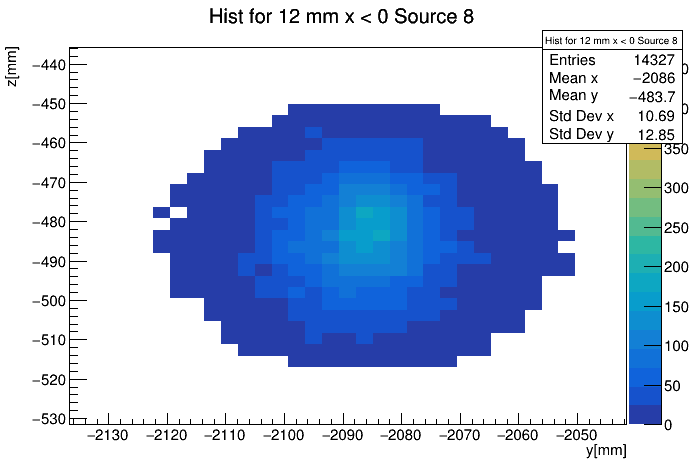 Hist for 12 mm x < 0 Source 8
z[mm]
Hist for 12 mm x < 0 Source 8
Entries 14327
Mean x −2086
Mean y −483.7
Std Dev x 10.69
Std Dev y 12.85
−440
−450
−460
−470
−480
−490
−500
−510
−520
−530
350
300
250
200
150
100
50
0
−2130 −2120 −2110 −2100 −2090 −2080 −2070 −2060 −2050
y[mm]